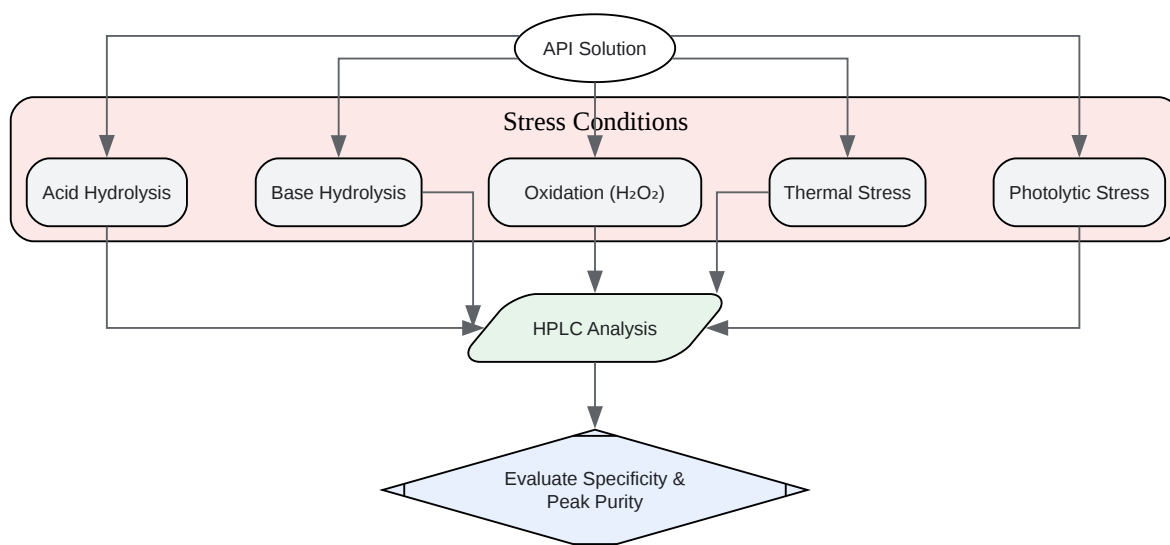 API Solution
Stress Conditions
Acid Hydrolysis
Base Hydrolysis
Oxidation (H₂O₂)
Thermal Stress
Photolytic Stress
HPLC Analysis
Evaluate Specificity &
Peak Purity